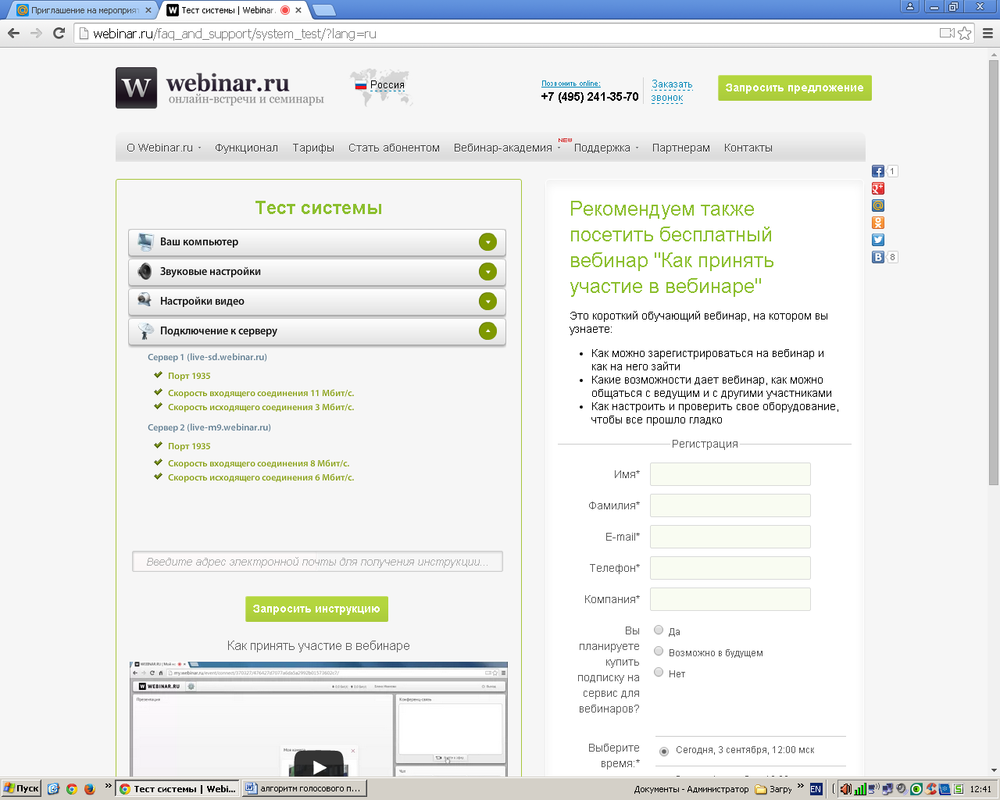 Приглашение на мероприят
Тест системы | Webinar.
webinar.ru/faq_and_support/system_test/?lang=ru
W webinar.ru
онлайн-встречи и семинары
Россия
Позвонить online:
+7 (495) 241-35-70
Заказать
звонок
Запросить предложение
О Webinar.ru
Функционал
Тарифы
Стать абонентом
Вебинар-академия
NEW
Поддержка
Партнерам
Контакты
1
8
Тест системы
Ваш компьютер
Звуковые настройки
Настройки видео
Подключение к серверу
Сервер 1 (live-sd.webinar.ru)
Порт 1935
Скорость входящего соединения 11 Мбит/с.
Скорость исходящего соединения 3 Мбит/с.
Сервер 2 (live-m9.webinar.ru)
Порт 1935
Скорость входящего соединения 8 Мбит/с.
Скорость исходящего соединения 6 Мбит/с.
Введите адрес электронной почты для получения инструкции...
Запросить инструкцию
Как принять участие в вебинаре
WEBINAR.RU
Презентация
Конференц-связь
Моя камера
Чат
Рекомендуем также
посетить бесплатный
вебинар "Как принять
участие в вебинаре"
Это короткий обучающий вебинар, на котором вы
узнаете:
• Как можно зарегистрироваться на вебинар и
как на него зайти
• Какие возможности дает вебинар, как можно
общаться с ведущим и с другими участниками
• Как настроить и проверить свое оборудование,
чтобы все прошло гладко
Регистрация
Имя*
Фамилия*
E-mail*
Телефон*
Компания*
Вы
планируете
купить
подписку на
сервис для
вебинаров?
Да
Возможно в будущем
Нет
Выберите
время:*
Сегодня, 3 сентября, 12:00 мск
Пуск
»
Тест системы | Webi...
алгоритм голосового п...
Документы - Администратор
Загру
»
EN
12:41